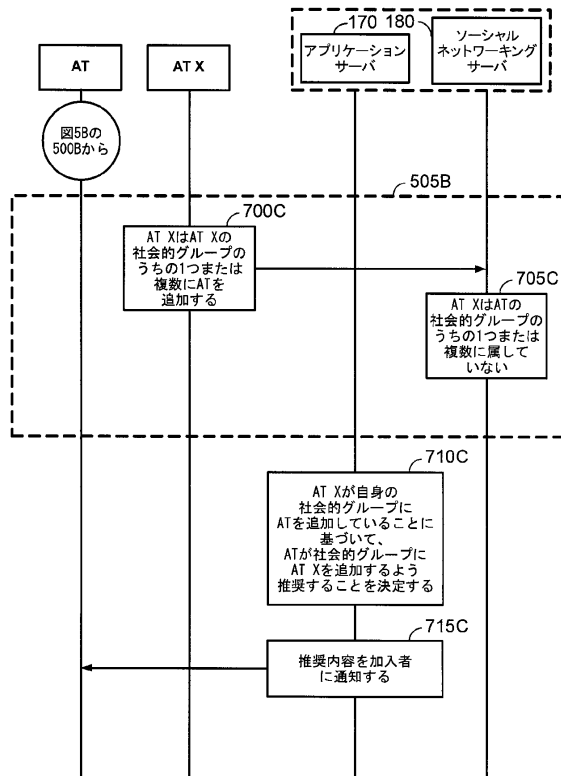 170
180
AT
AT X
アプリケーション
サーバ
ソーシャル
ネットワーキング
サーバ
図5Bの
500Bから
505B
700C
AT XはAT Xの
社会的グループの
うちの1つまたは
複数にATを
追加する
705C
AT XはATの
社会的グループの
うちの1つまたは
複数に属して
いない
710C
AT Xが自身の
社会的グループに
ATを追加していることに
基づいて、
ATが社会的グループに
AT Xを追加するよう
推奨することを決定する
715C
推奨内容を加入者
に通知する